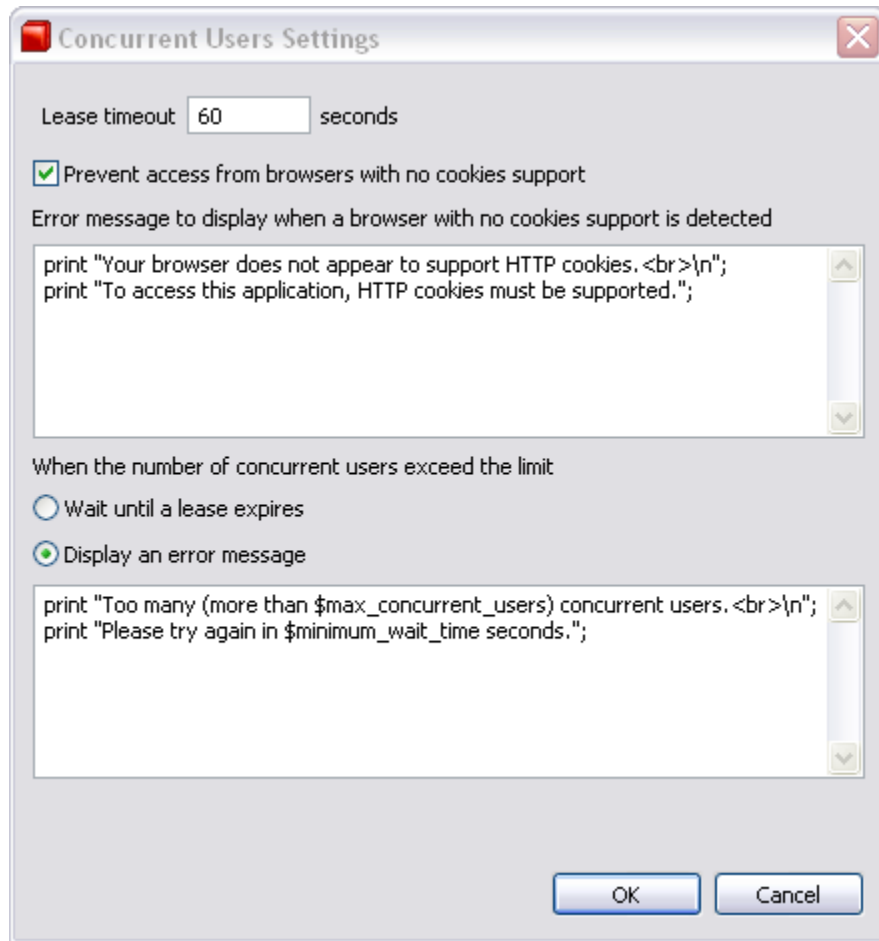 Concurrent Users Settings
Lease timeout 60 seconds
Prevent access from browsers with no cookies support
Error message to display when a browser with no cookies support is detected
print "Your browser does not appear to support HTTP cookies.<br>\n";
print "To access this application, HTTP cookies must be supported.";
When the number of concurrent users exceed the limit
Wait until a lease expires
Display an error message
print "Too many (more than $max_concurrent_users) concurrent users.<br>\n";
print "Please try again in $minimum_wait_time seconds.";
OK Cancel